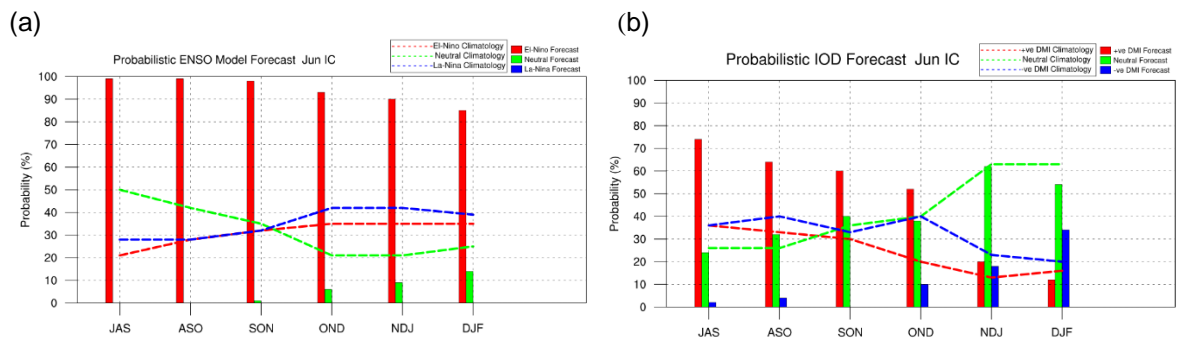 (a)
Probabilistic ENSO Model Forecast Jun IC
El-Nino Climatology
Neutral Climatology
La-Nina Climatology
El-Nino Forecast
Neutral Forecast
La-Nina Forecast
Probability (%)
100
90
80
70
60
50
40
30
20
10
0
JAS ASO SON OND NDJ DJF
(b)
Probabilistic IOD Forecast Jun IC
+ve DMI Climatology
Neutral Climatology
-ve DMI Climatology
+ve DMI Forecast
Neutral Forecast
-ve DMI Forecast
Probability (%)
100
90
80
70
60
50
40
30
20
10
0
JAS ASO SON OND NDJ DJF